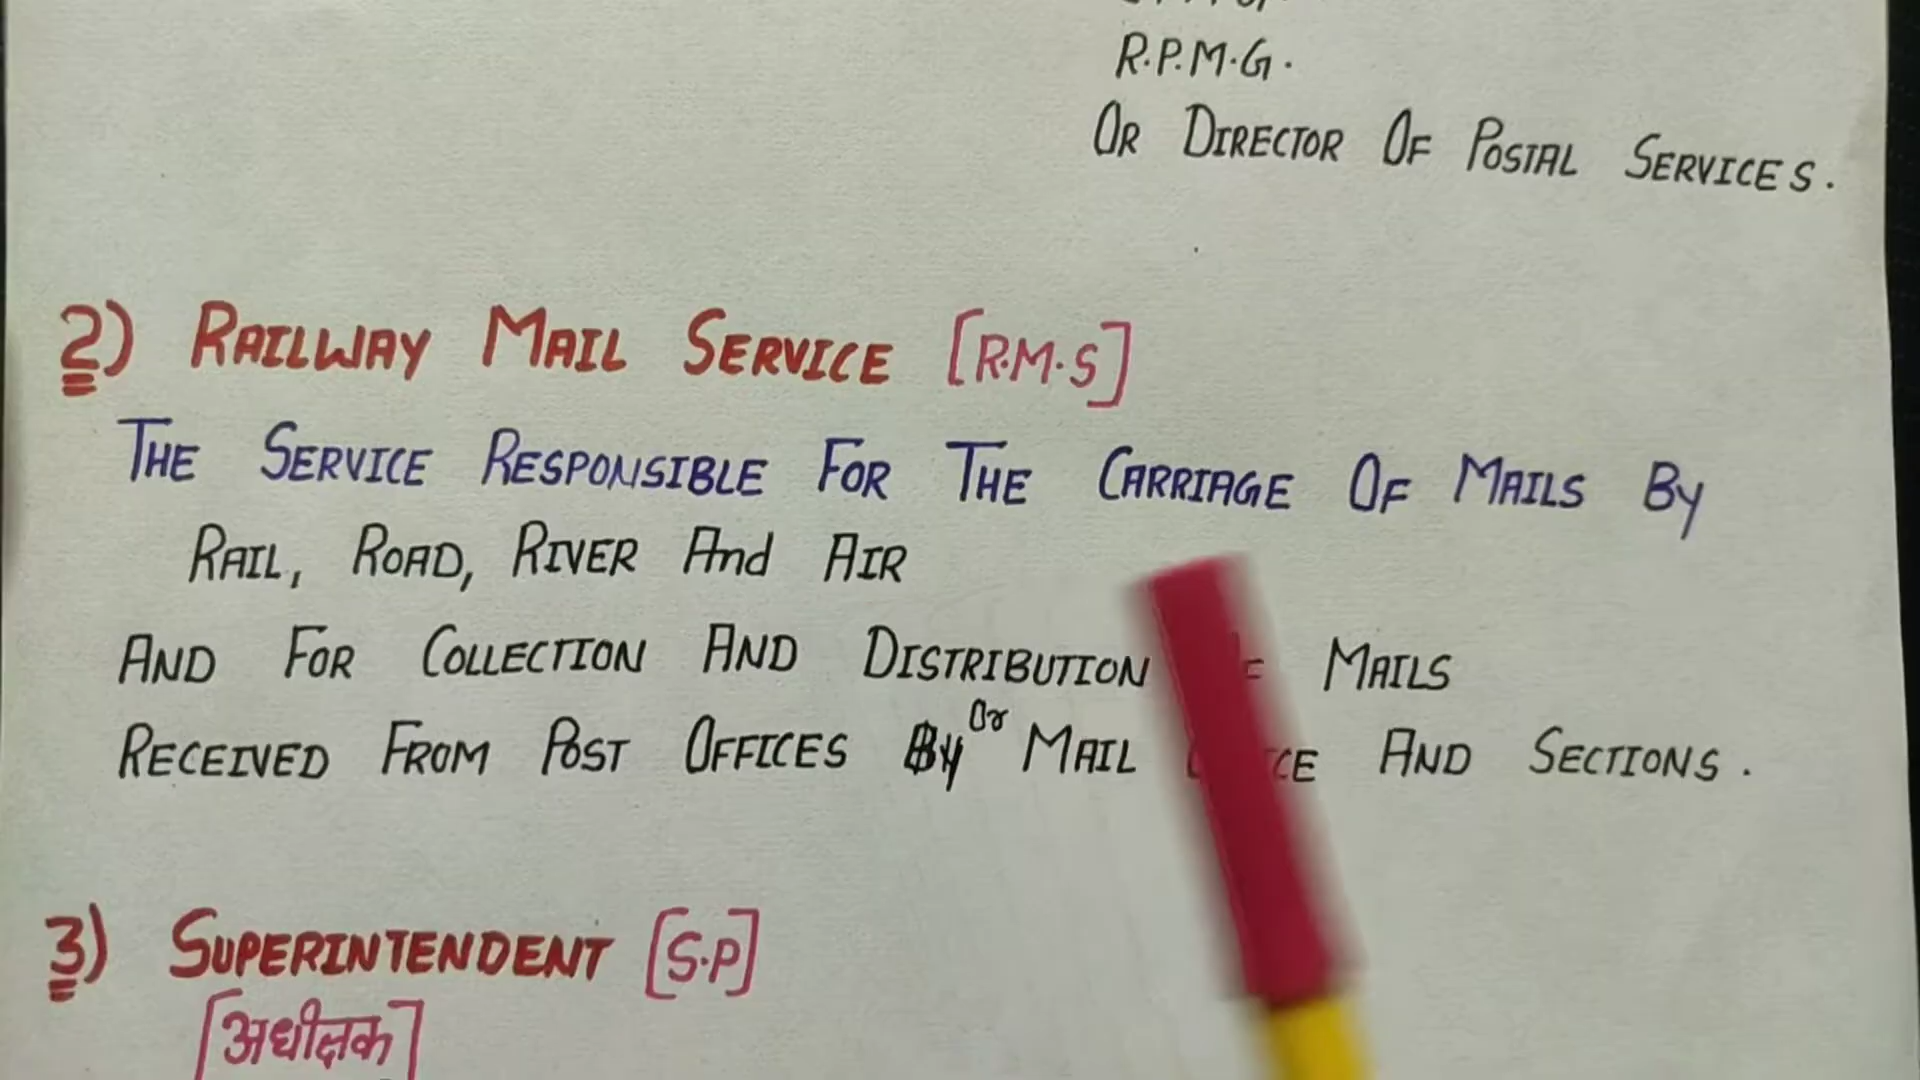 R.P.M.G.
OR DIRECTOR OF POSTAL SERVICES.
2) RAILWAY MAIL SERVICE [R.M.S]
THE SERVICE RESPONSIBLE FOR THE CARRIAGE OF MAILS BY
RAIL, ROAD, RIVER And AIR
AND FOR COLLECTION AND DISTRIBUTION MAILS
RECEIVED FROM POST OFFICES By Or MAIL AND SECTIONS.
3) SUPERINTENDENT [S.P]
[अधीक्षक]